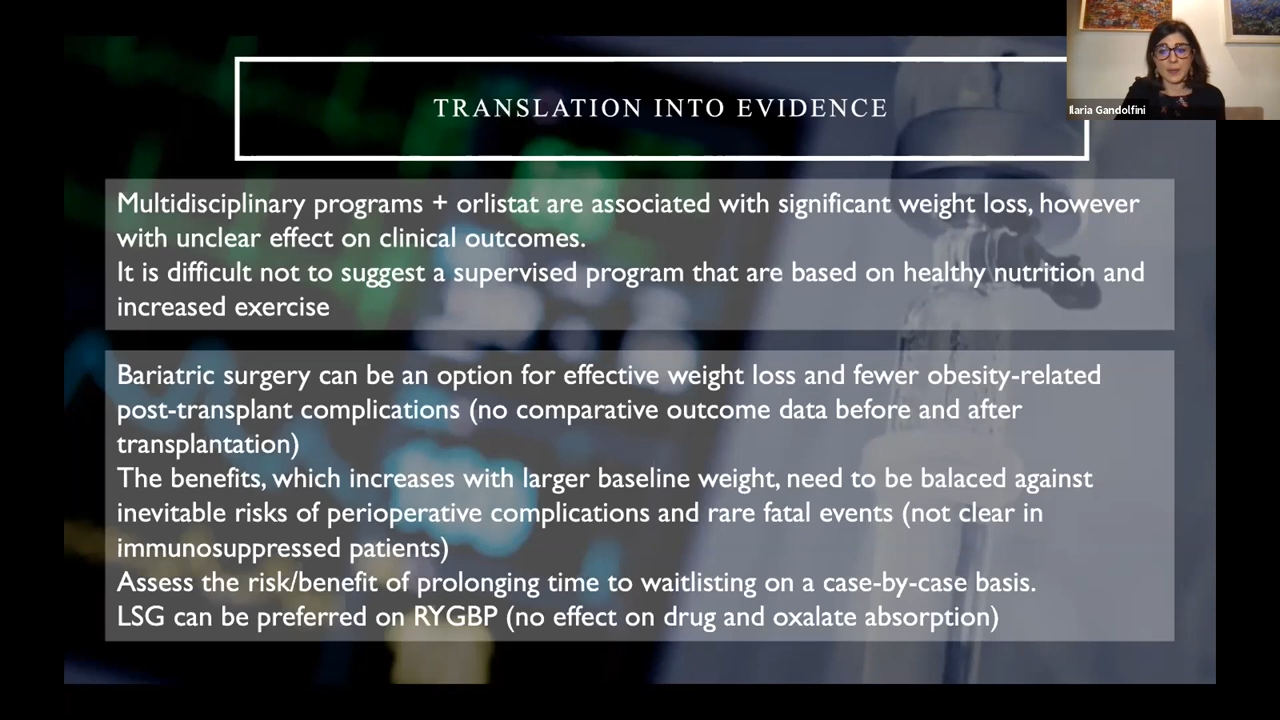 TRANSLATION INTO EVIDENCE
Ilaria Gandolfini
Multidisciplinary programs + orlistat are associated with significant weight loss, however
with unclear effect on clinical outcomes.
It is difficult not to suggest a supervised program that are based on healthy nutrition and
increased exercise
Bariatric surgery can be an option for effective weight loss and fewer obesity-related
post-transplant complications (no comparative outcome data before and after
transplantation)
The benefits, which increases with larger baseline weight, need to be balaced against
inevitable risks of perioperative complications and rare fatal events (not clear in
immunosuppressed patients)
Assess the risk/benefit of prolonging time to waitlisting on a case-by-case basis.
LSG can be preferred on RYGBP (no effect on drug and oxalate absorption)